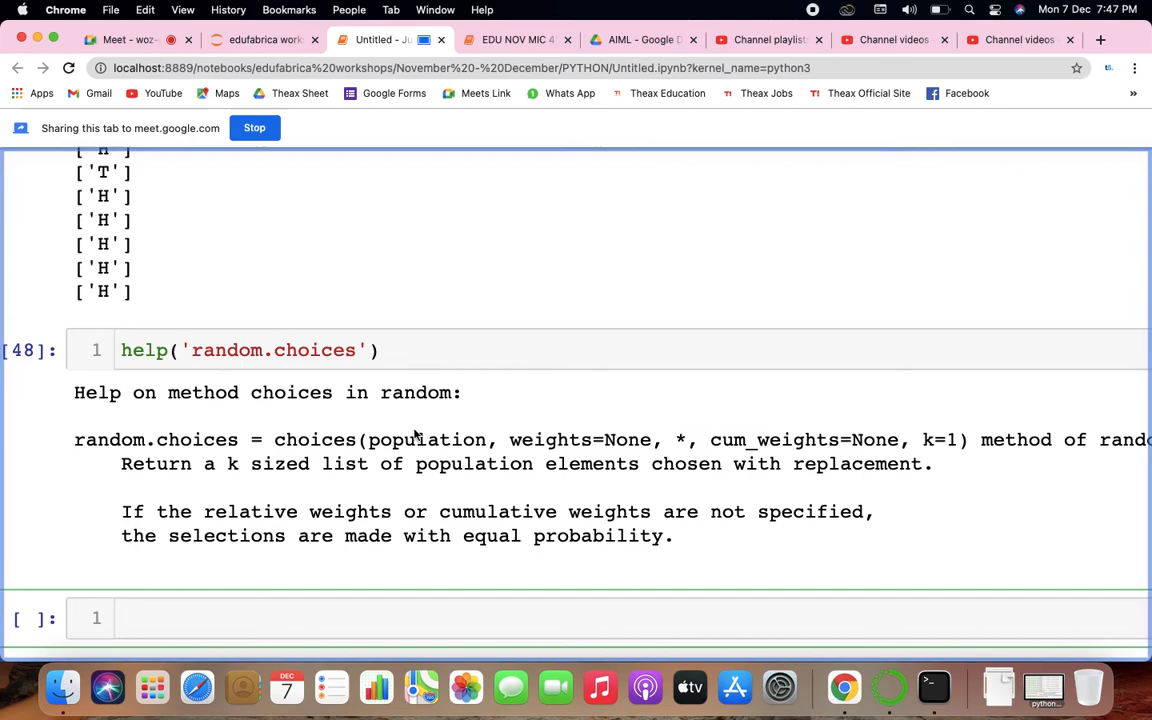 Chrome File Edit View History Bookmarks People Tab Window Help Mon 7 Dec 7:47 PM
Meet - woz- edufabrica work Untitled - Ju EDU NOV MIC 4 AIML - Google D Channel playlists Channel videos - Channel videos -
localhost:8889/notebooks/edufabrica%20workshops/November%20-%20December/PYTHON/Untitled.ipynb?kernel_name=python3
Apps Gmail YouTube Maps Theax Sheet Google Forms Meets Link Whats App Theax Education Theax Jobs Theax Official Site Facebook »
Sharing this tab to meet.google.com Stop
['H']
['T']
['H']
['H']
['H']
['H']
['H']
[48]: 1 help('random.choices')
Help on method choices in random:
random.choices = choices(population, weights=None, *, cum_weights=None, k=1) method of rando
Return a k sized list of population elements chosen with replacement.
If the relative weights or cumulative weights are not specified,
the selections are made with equal probability.
[ ]: 1
DEC
7
tv
python...